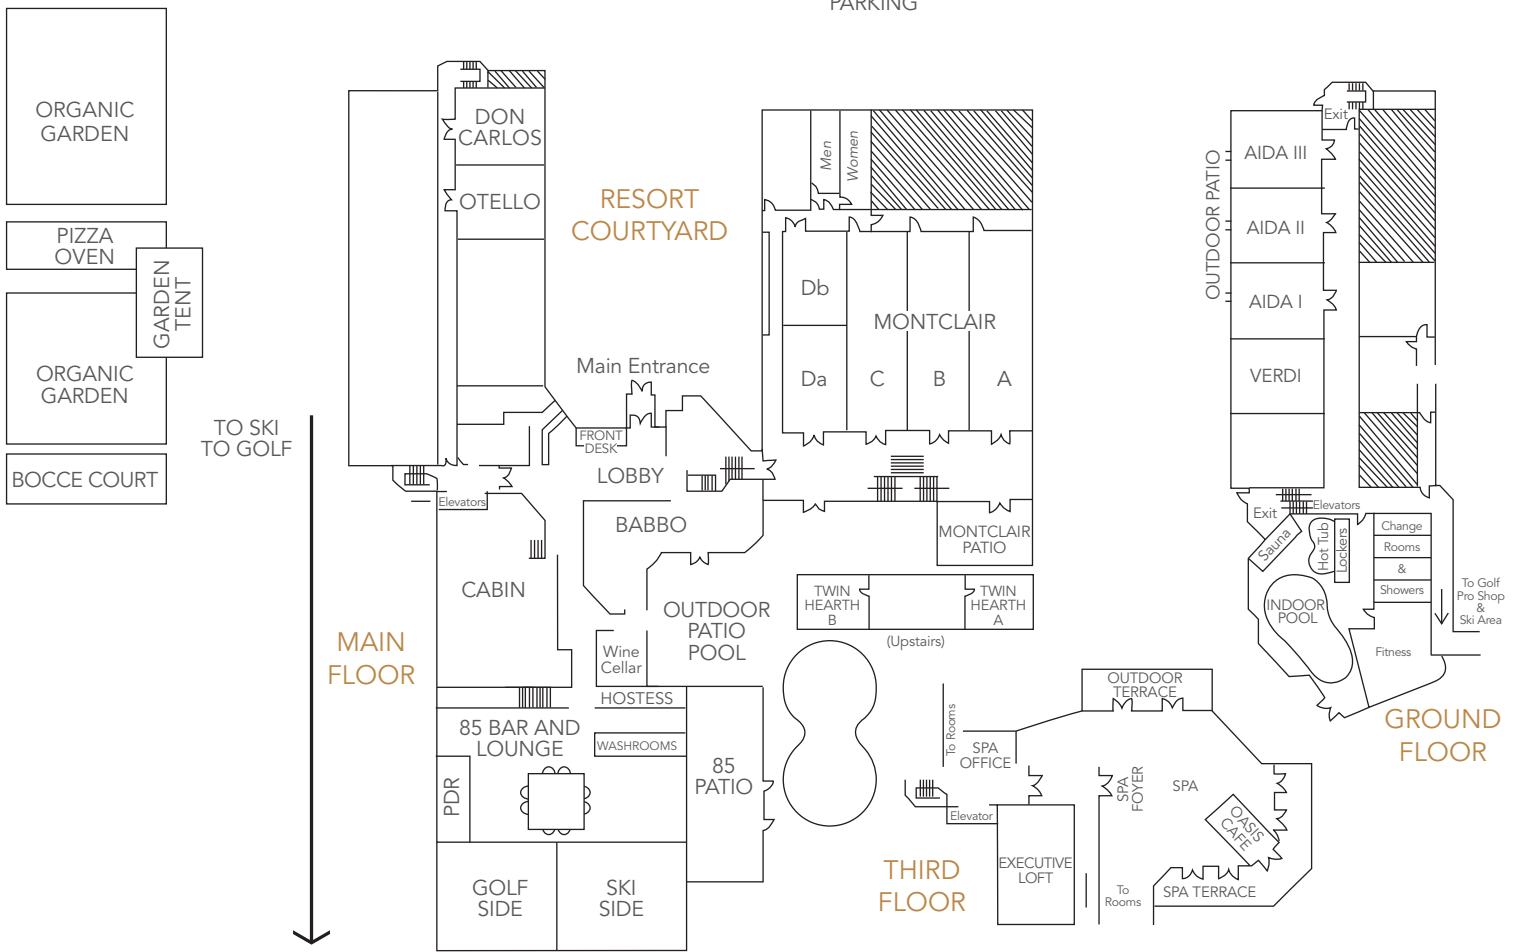 PARKING
ORGANIC
GARDEN
PIZZA
OVEN
GARDEN
TENT
ORGANIC
GARDEN
BOCCE COURT
TO SKI
TO GOLF
DON
CARLOS
OTELLO
RESORT
COURTYARD
Main Entrance
FRONT
DESK
LOBBY
Elevators
BABBO
CABIN
MAIN
FLOOR
Wine
Cellar
OUTDOOR
PATIO
POOL
HOSTESS
85 BAR AND
LOUNGE
WASHROOMS
PDR
85
PATIO
GOLF
SIDE
SKI
SIDE
Men
Women
Db
Da
MONTCLAIR
C
B
A
MONTCLAIR
PATIO
TWIN
HEARTH
B
TWIN
HEARTH
A
(Upstairs)
To Rooms
SPA
OFFICE
Elevator
EXECUTIVE
LOFT
THIRD
FLOOR
OUTDOOR
TERRACE
SPA
FOYER
SPA
OASIS
CAFE
SPA TERRACE
To
Rooms
Exit
OUTDOOR PATIO
AIDA III
AIDA II
AIDA I
VERDI
Exit
Elevators
Sauna
Hot Tub
Lockers
Change
Rooms
&
Showers
INDOOR
POOL
Fitness
To Golf
Pro Shop
&
Ski Area
GROUND
FLOOR